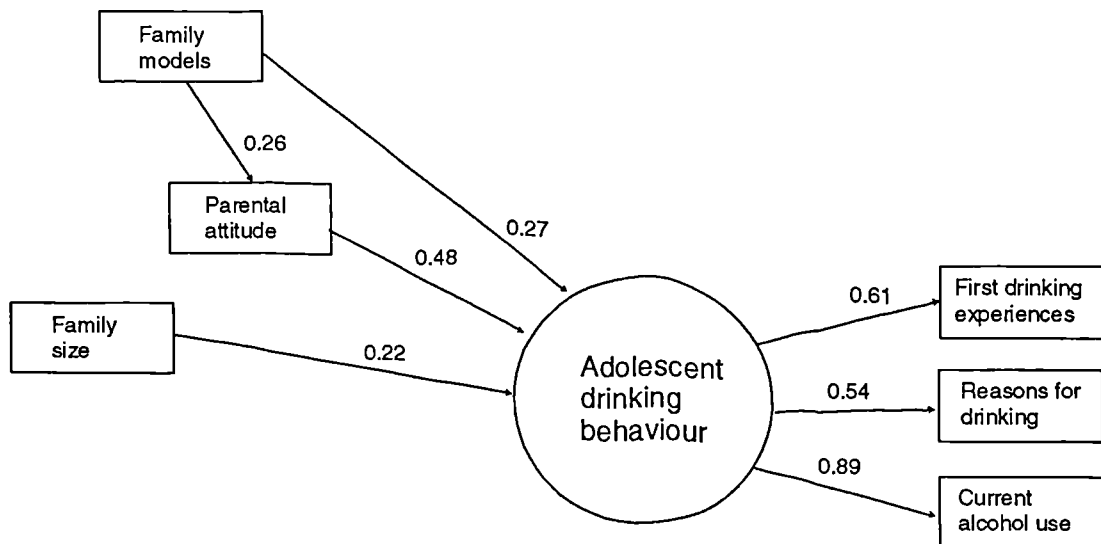 Family
models
0.26
Parental
attitude
0.27
0.48
Family
size
0.22
Adolescent
drinking
behaviour
0.61
First drinking
experiences
0.54
Reasons for
drinking
0.89
Current
alcohol use